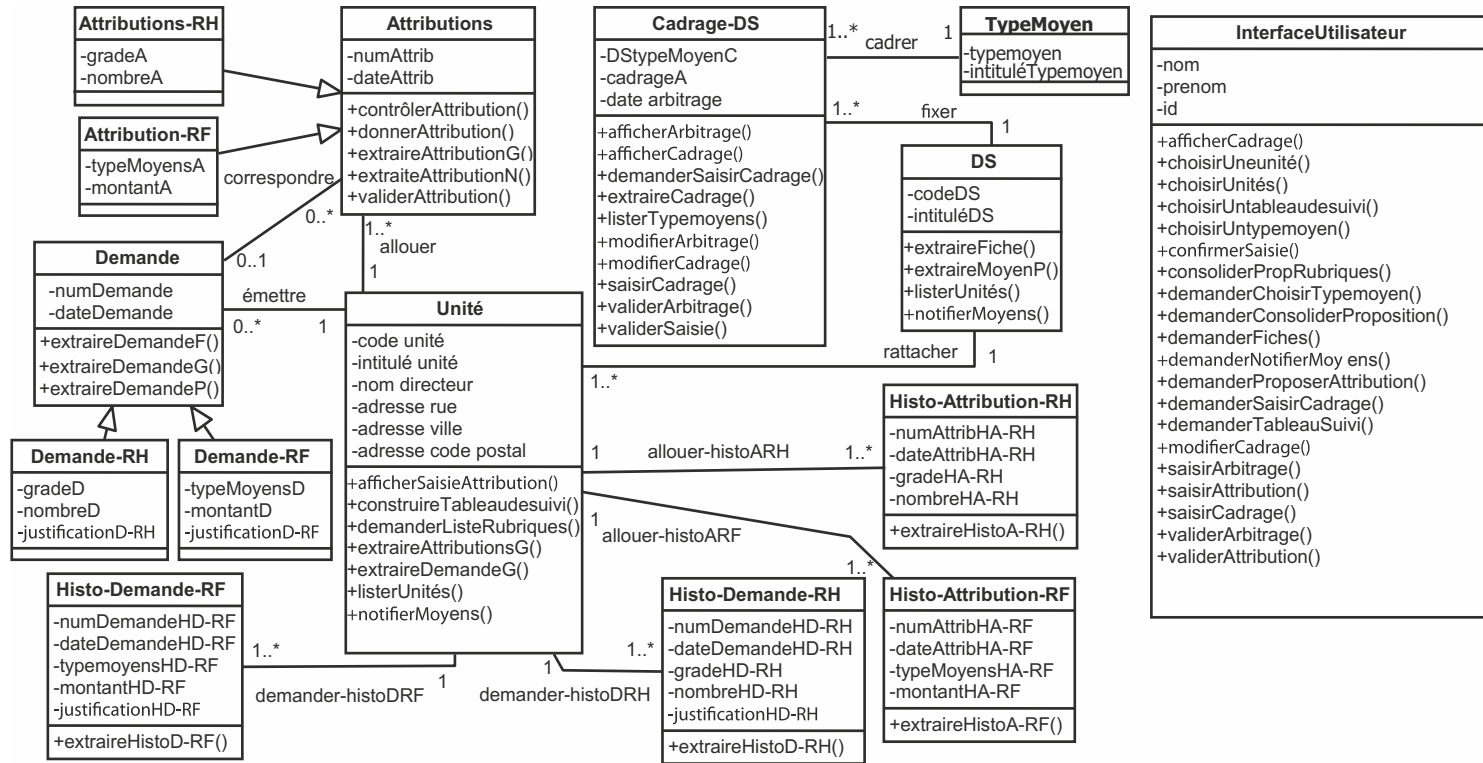 Attributions-RH
-gradeA
-nombreA
Attribution-RF
-typeMoyensA
-montantA
Attributions
-numAttrib
-dateAttrib
+contrôlerAttribution()
+donnerAttribution()
+extraireAttributionG()
+extraiteAttributionN()
+validerAttribution()
correspondre
0..*
0..1
1..*
allouer
1
Cadrage-DS
-DStypeMoyenC
-cadrageA
-date arbitrage
+afficherArbitrage()
+afficherCadrage()
+demanderSaisirCadrage()
+extraireCadrage()
+listerTypemoyens()
+modifierArbitrage()
+modifierCadrage()
+saisirCadrage()
+validerArbitrage()
+validerSaisie()
1..*
cadrer
1
TypeMoyen
-typemoyen
-intituléTypemoyen
1..*
fixer
1
DS
-codeDS
-intituléDS
+extraireFiche()
+extraireMoyenP()
+listerUnités()
+notifierMoyens()
rattacher
1
1..*
InterfaceUtilisateur
-nom
-prenom
-id
+afficherCadrage()
+choisirUneunité()
+choisirUnités()
+choisirUntableaudesuivi()
+choisirUntypemoyen()
+confirmerSaisie()
+consoliderPropRubriques()
+demanderChoisirTypemoyen()
+demanderConsoliderProposition()
+demanderFiches()
+demanderNotifierMoy ens()
+demanderProposerAttribution()
+demanderSaisirCadrage()
+demanderTableauSuivi()
+modifierCadrage()
+saisirArbitrage()
+saisirAttribution()
+saisirCadrage()
+validerArbitrage()
+validerAttribution()
Demande
-numDemande
-dateDemande
+extraireDemandeF()
+extraireDemandeG()
+extraireDemandeP()
émettre
0..*
1
Unité
-code unité
-intitulé unité
-nom directeur
-adresse rue
-adresse ville
-adresse code postal
+afficherSaisieAttribution()
+construireTableaudesuivi()
+demanderListeRubriques()
+extraireAttributionsG()
+extraireDemandeG()
+listerUnités()
+notifierMoyens()
Demande-RH
-gradeD
-nombreD
-justificationD-RH
Demande-RF
-typeMoyensD
-montantD
-justificationD-RF
1
allouer-histoARH
1..*
Histo-Attribution-RH
-numAttribHA-RH
-dateAttribHA-RH
-gradeHA-RH
-nombreHA-RH
+extraireHistoA-RH()
1
allouer-histoARF
1..*
Histo-Attribution-RF
-numAttribHA-RF
-dateAttribHA-RF
-typeMoyensHA-RF
-montantHA-RF
+extraireHistoA-RF()
Histo-Demande-RF
-numDemandeHD-RF
-dateDemandeHD-RF
-typemoyensHD-RF
-montantHD-RF
-justificationHD-RF
+extraireHistoD-RF()
1..*
demander-histoDRF
1
1
demander-histoDRH
1..*
Histo-Demande-RH
-numDemandeHD-RH
-dateDemandeHD-RH
-gradeHD-RH
-nombreHD-RH
-justificationHD-RH
+extraireHistoD-RH()